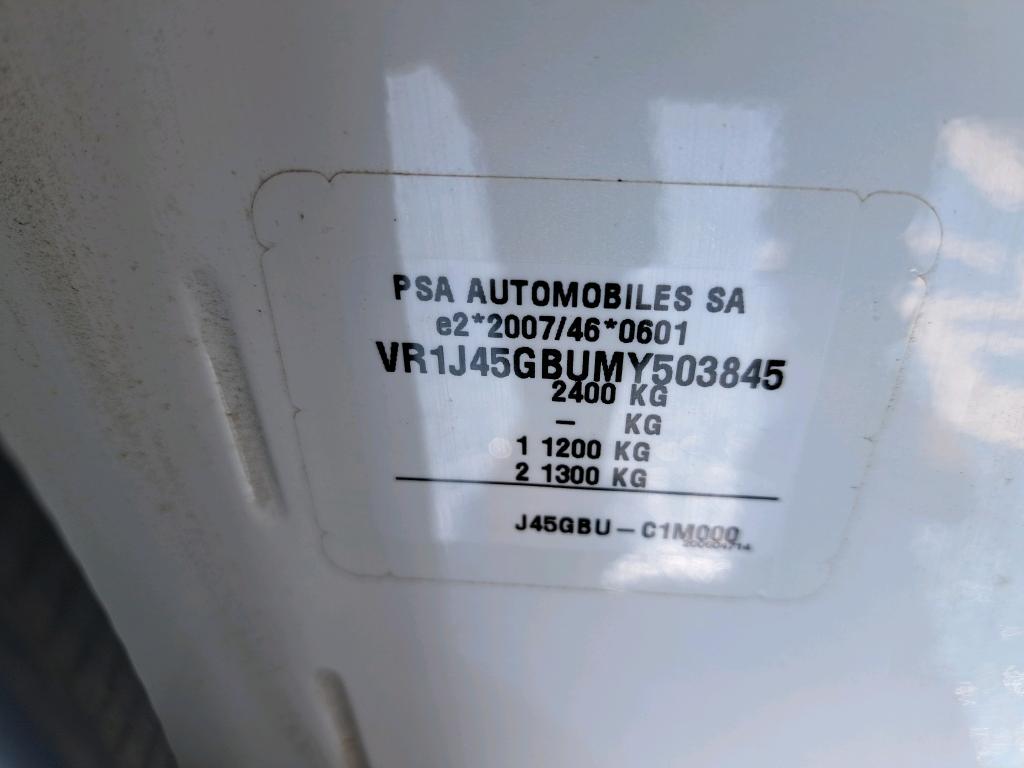 PSA AUTOMOBILES SA
e2*2007/46*0601
VR1J45GBUMY503845
2400 KG
– KG
1 1200 KG
2 1300 KG
J45GBU – C1M000